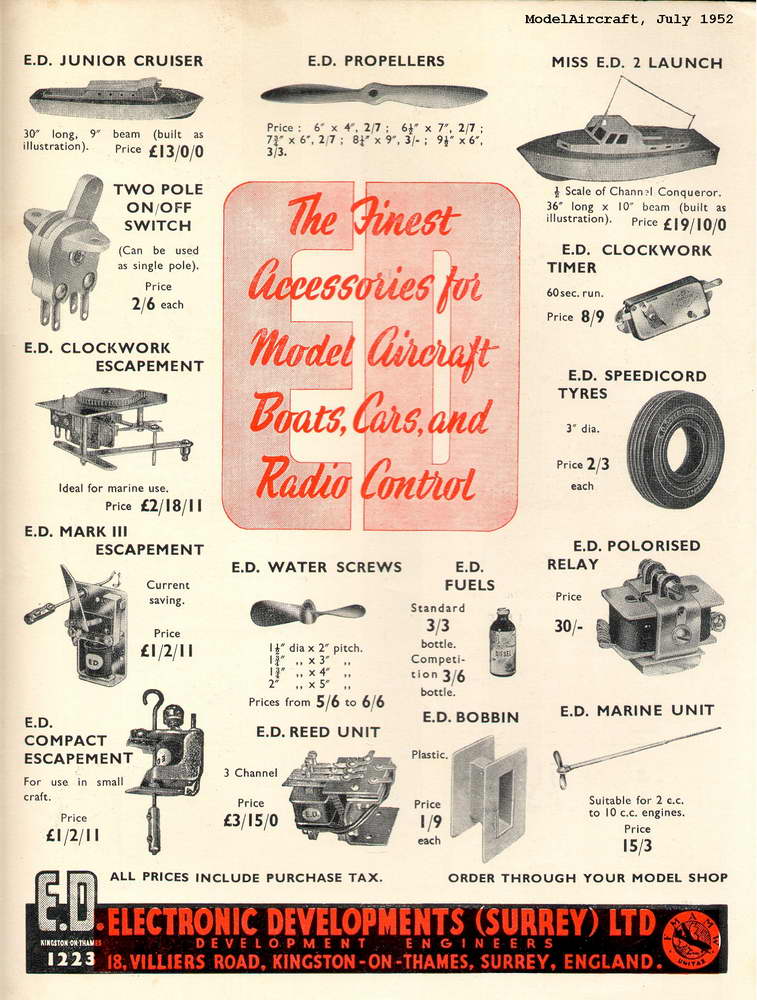 ModelAircraft, July 1952
E.D. JUNIOR CRUISER
30″ long, 9″ beam (built as
illustration). Price £13/0/0
E.D. PROPELLERS
Price : 6″ x 4″, 2/7 ; 6½″ x 7″, 2/7 ;
7¾″ x 6″, 2/7 ; 8½″ x 9″, 3/- ; 9½″ x 6″,
3/3.
MISS E.D. 2 LAUNCH
½ Scale of Channel Conqueror.
36″ long x 10″ beam (built as
illustration). Price £19/10/0
TWO POLE
ON/OFF
SWITCH
(Can be used
as single pole).
Price
2/6 each
The Finest
Accessories for
Model Aircraft
Boats, Cars, and
Radio Control
ED
E.D. CLOCKWORK
TIMER
60 sec. run.
Price 8/9
E.D. CLOCKWORK
ESCAPEMENT
Ideal for marine use.
Price £2/18/11
E.D. SPEEDICORD
TYRES
3″ dia.
Price 2/3
each
E.D. MARK III
ESCAPEMENT
Current
saving.
Price
£1/2/11
ED
E.D. WATER SCREWS
1½″ dia x 2″ pitch.
1¾″ ,, x 3″ ,,
1¾″ ,, x 4″ ,,
2″ ,, x 5″ ,,
Prices from 5/6 to 6/6
E.D.
FUELS
Standard
3/3
bottle.
Competi-
tion 3/6
bottle.
DIESEL
E.D. POLORISED
RELAY
Price
30/-
E.D.
COMPACT
ESCAPEMENT
For use in small
craft.
Price
£1/2/11
E.D. REED UNIT
3 Channel
Price
£3/15/0
E.D.
E.D. BOBBIN
Plastic.
Price
1/9
each
E.D. MARINE UNIT
Suitable for 2 c.c.
to 10 c.c. engines.
Price
15/3
ALL PRICES INCLUDE PURCHASE TAX.
ORDER THROUGH YOUR MODEL SHOP
E.D.
KINGSTON-ON-THAMES
1223
ELECTRONIC DEVELOPMENTS (SURREY) LTD
DEVELOPMENT ENGINEERS
18, VILLIERS ROAD, KINGSTON-ON-THAMES, SURREY, ENGLAND.
F.M.A.M.W.
UNITAS